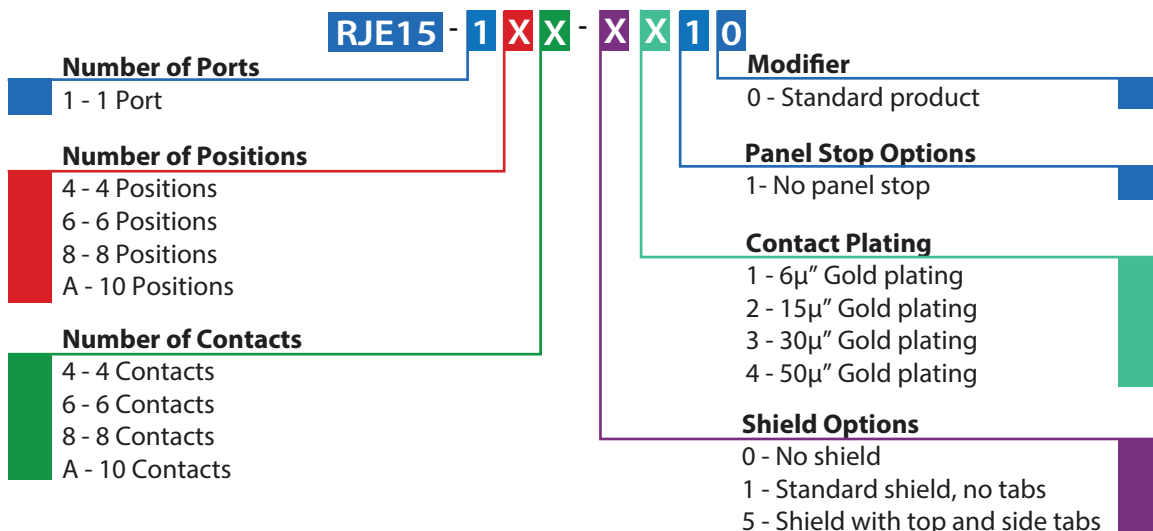 RJE15 - 1 X X - X X 1 0
Number of Ports
1 - 1 Port
Number of Positions
4 - 4 Positions
6 - 6 Positions
8 - 8 Positions
A - 10 Positions
Number of Contacts
4 - 4 Contacts
6 - 6 Contacts
8 - 8 Contacts
A - 10 Contacts
Modifier
0 - Standard product
Panel Stop Options
1- No panel stop
Contact Plating
1 - 6µ” Gold plating
2 - 15µ” Gold plating
3 - 30µ” Gold plating
4 - 50µ” Gold plating
Shield Options
0 - No shield
1 - Standard shield, no tabs
5 - Shield with top and side tabs